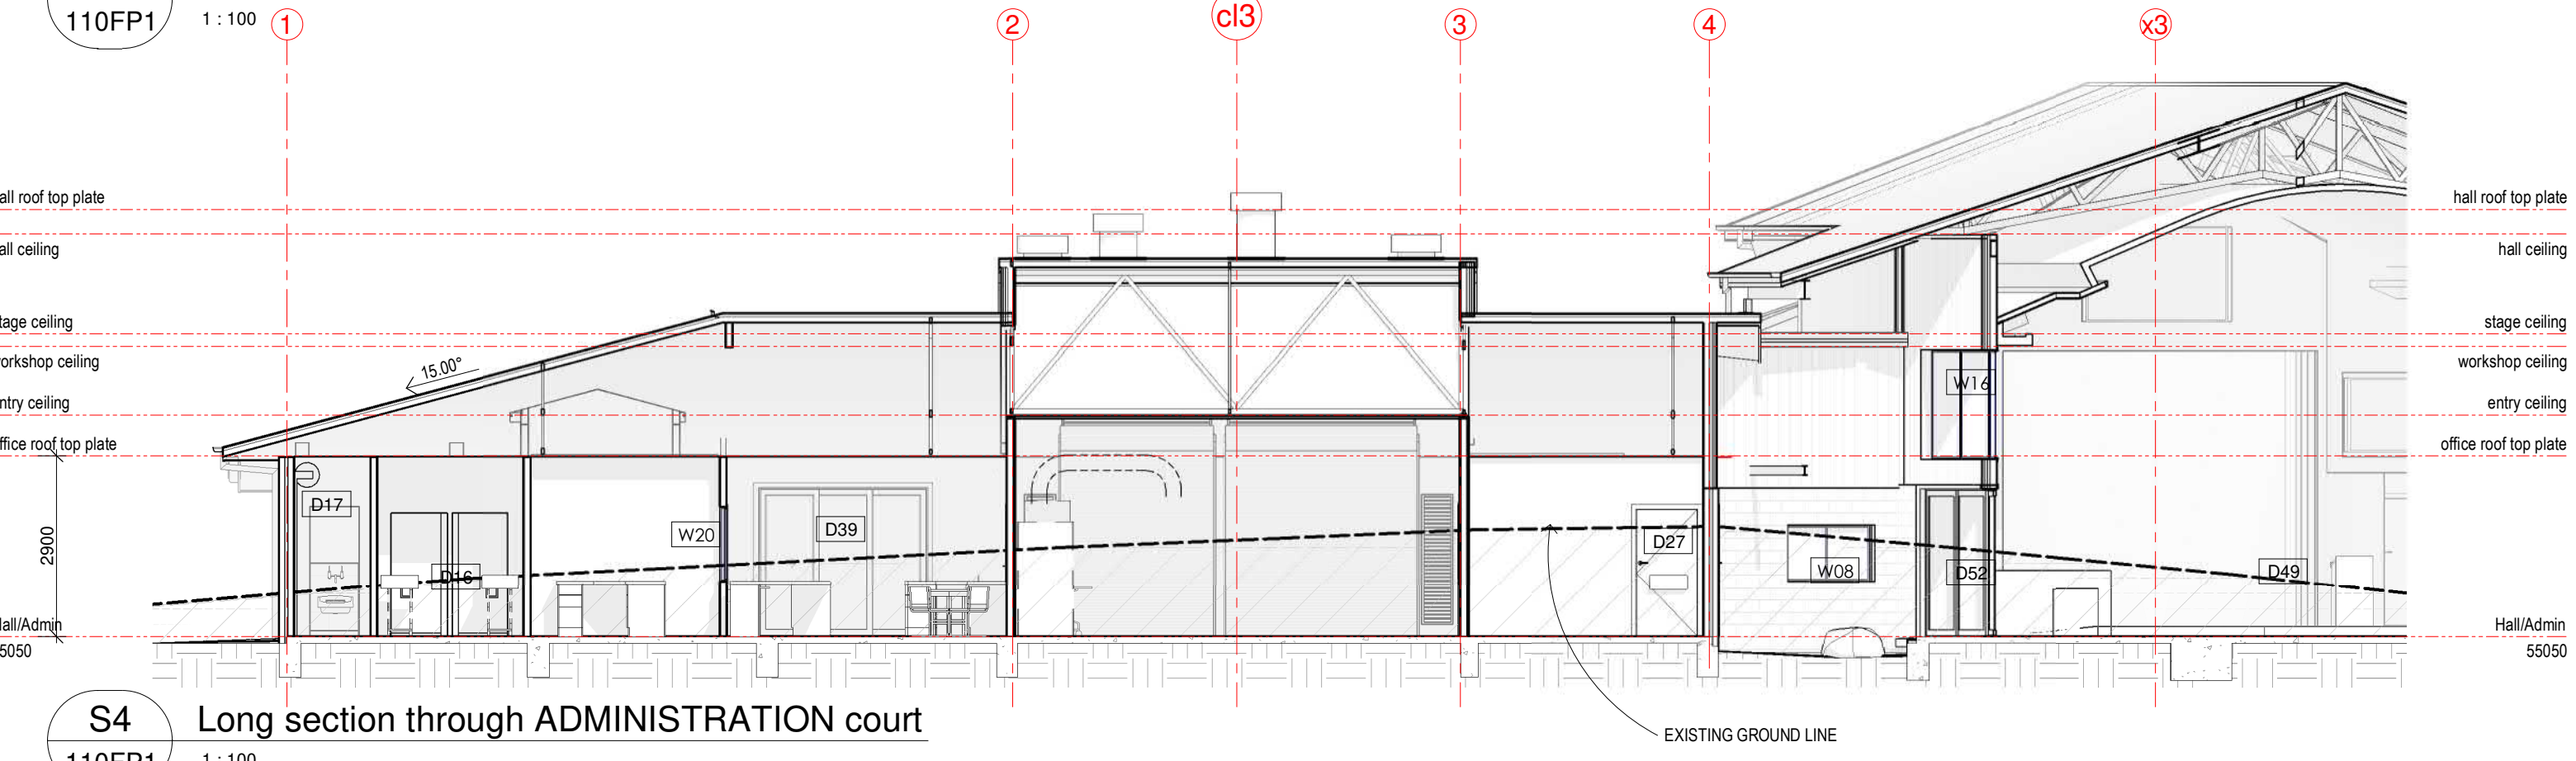 110FP1 1 : 100
1 2 cl3 3 4 x3
all roof top plate hall roof top plate
all ceiling hall ceiling
tage ceiling stage ceiling
orkshop ceiling workshop ceiling
15.00°
W16
ntry ceiling entry ceiling
ffice roof top plate office roof top plate
D17
W20 D39 D27
2900
D16 W08 D52 D49
all/Admin Hall/Admin
5050 55050
S4 Long section through ADMINISTRATION court
EXISTING GROUND LINE
110FP1 1 : 100